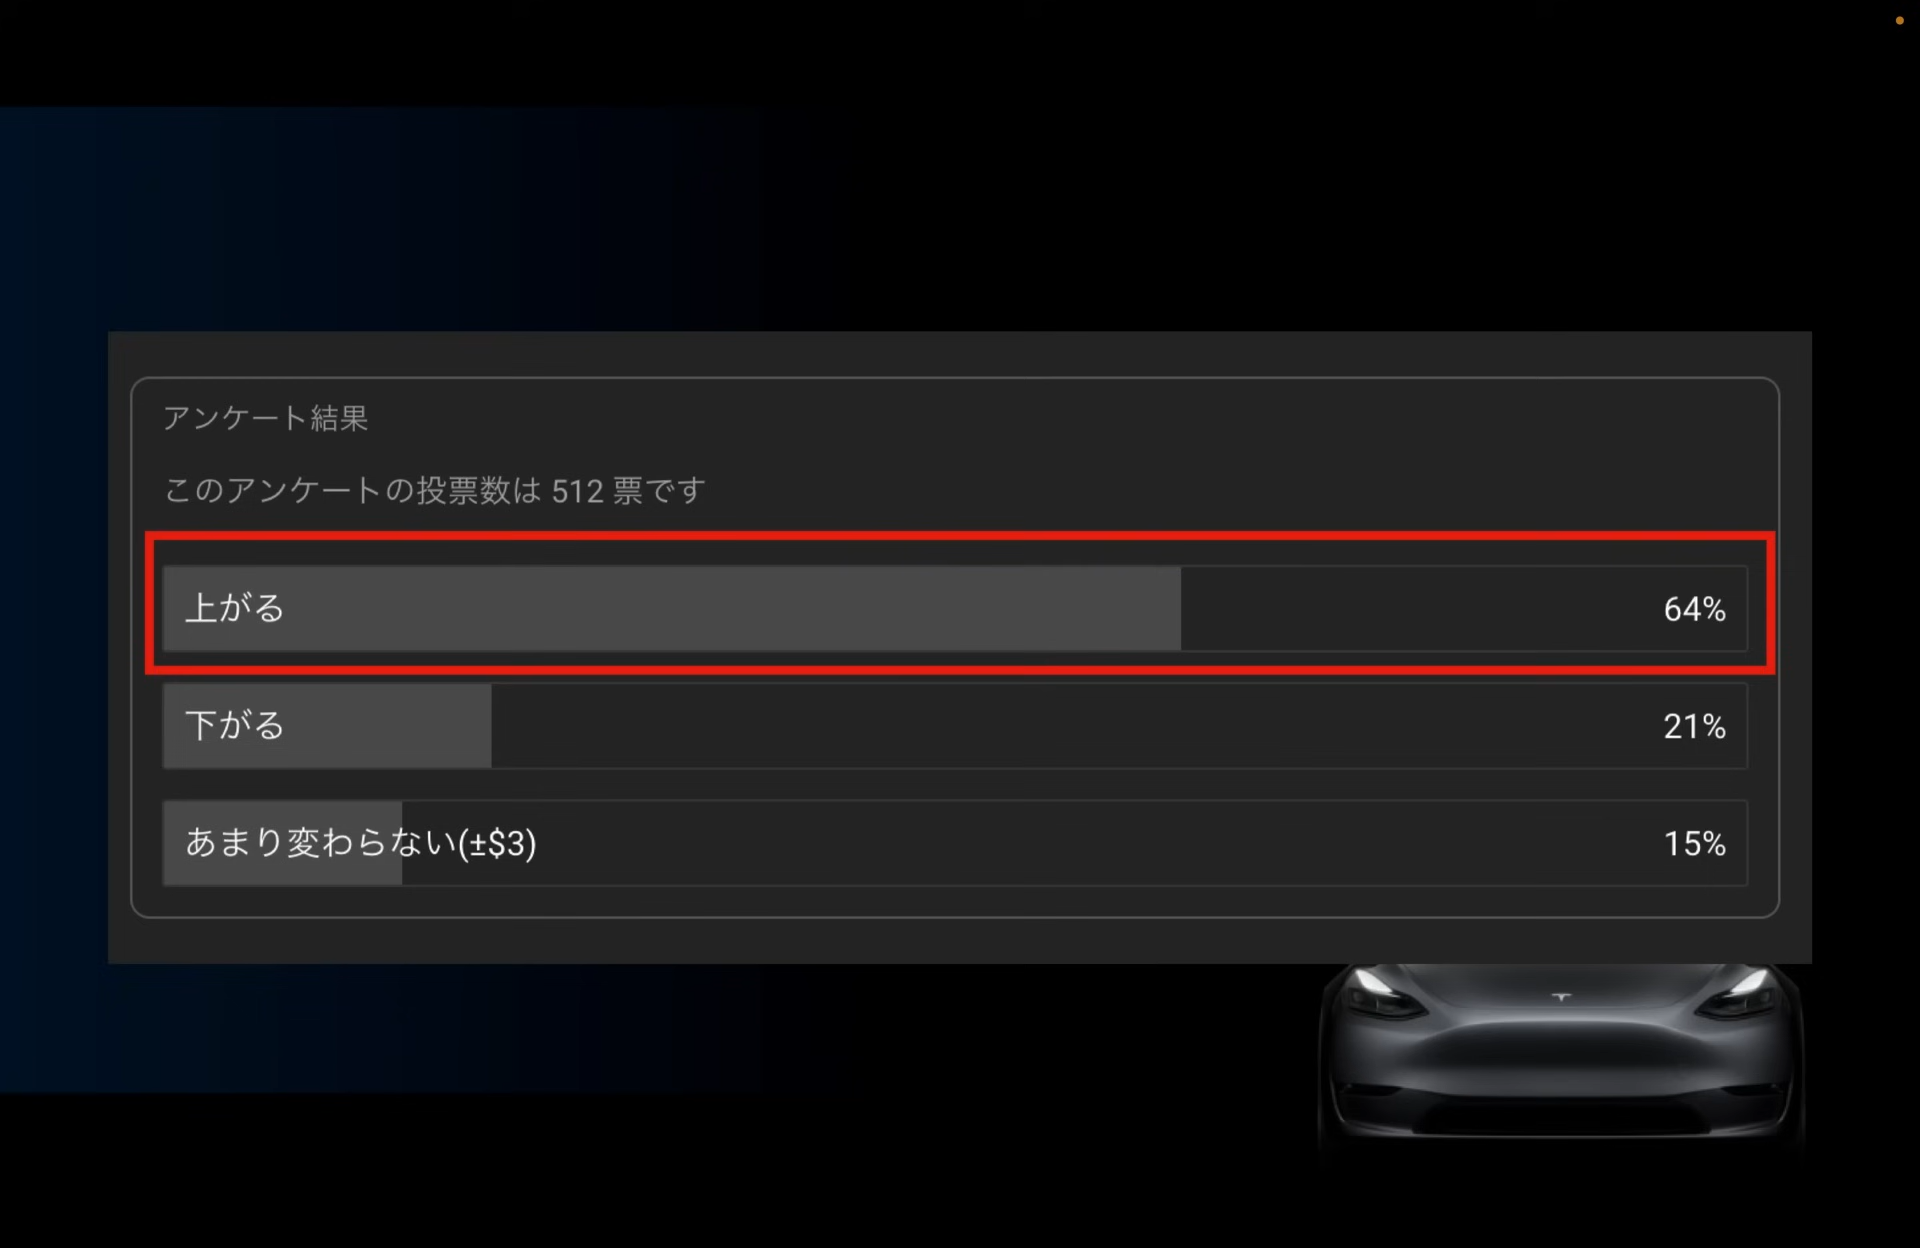 アンケート結果
このアンケートの投票数は 512 票です
上がる 64%
下がる 21%
あまり変わらない(±$3) 15%